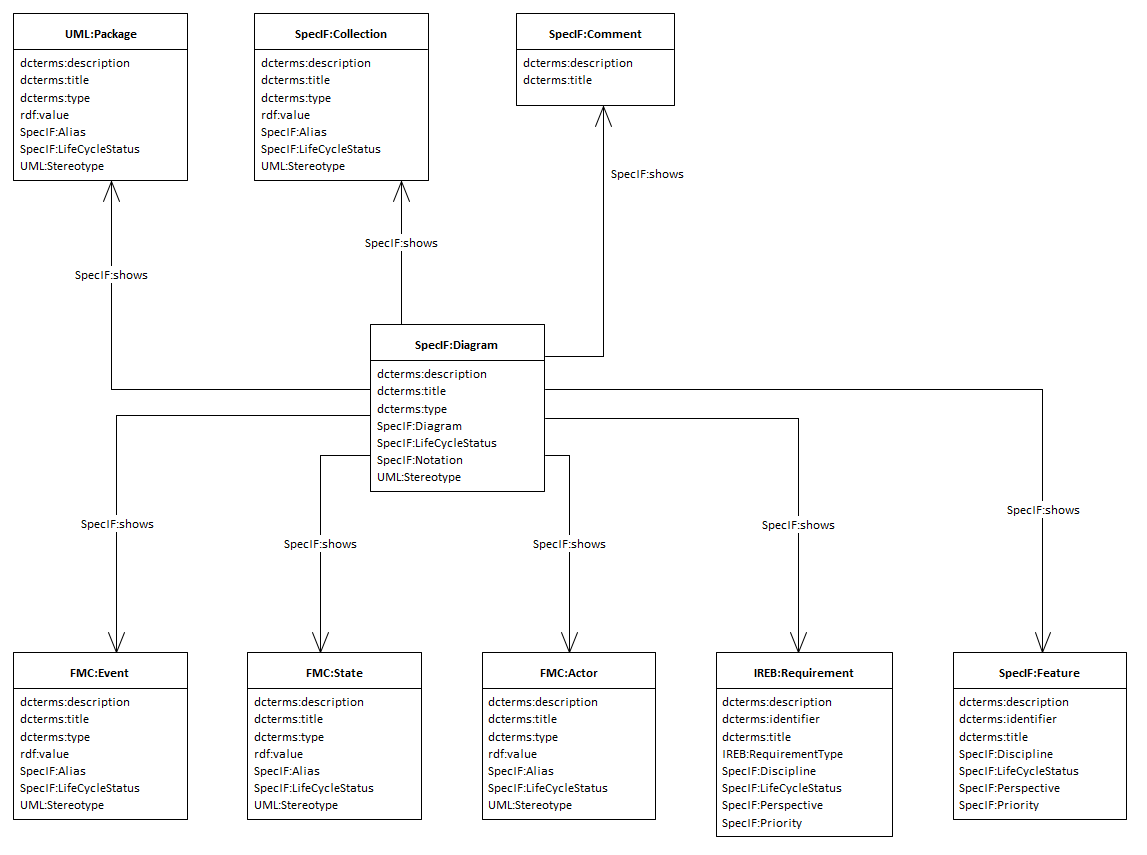 UML:Package
dcterms:description
dcterms:title
dcterms:type
rdf:value
SpecIF:Alias
SpecIF:LifeCycleStatus
UML:Stereotype
SpecIF:Collection
dcterms:description
dcterms:title
dcterms:type
rdf:value
SpecIF:Alias
SpecIF:LifeCycleStatus
UML:Stereotype
SpecIF:Comment
dcterms:description
dcterms:title
SpecIF:shows
SpecIF:shows
SpecIF:shows
SpecIF:Diagram
dcterms:description
dcterms:title
dcterms:type
SpecIF:Diagram
SpecIF:LifeCycleStatus
SpecIF:Notation
UML:Stereotype
SpecIF:shows
SpecIF:shows
SpecIF:shows
SpecIF:shows
SpecIF:shows
FMC:Event
dcterms:description
dcterms:title
dcterms:type
rdf:value
SpecIF:Alias
SpecIF:LifeCycleStatus
UML:Stereotype
FMC:State
dcterms:description
dcterms:title
dcterms:type
rdf:value
SpecIF:Alias
SpecIF:LifeCycleStatus
UML:Stereotype
FMC:Actor
dcterms:description
dcterms:title
dcterms:type
rdf:value
SpecIF:Alias
SpecIF:LifeCycleStatus
UML:Stereotype
IREB:Requirement
dcterms:description
dcterms:identifier
dcterms:title
IREB:RequirementType
SpecIF:Discipline
SpecIF:LifeCycleStatus
SpecIF:Perspective
SpecIF:Priority
SpecIF:Feature
dcterms:description
dcterms:identifier
dcterms:title
SpecIF:Discipline
SpecIF:LifeCycleStatus
SpecIF:Perspective
SpecIF:Priority